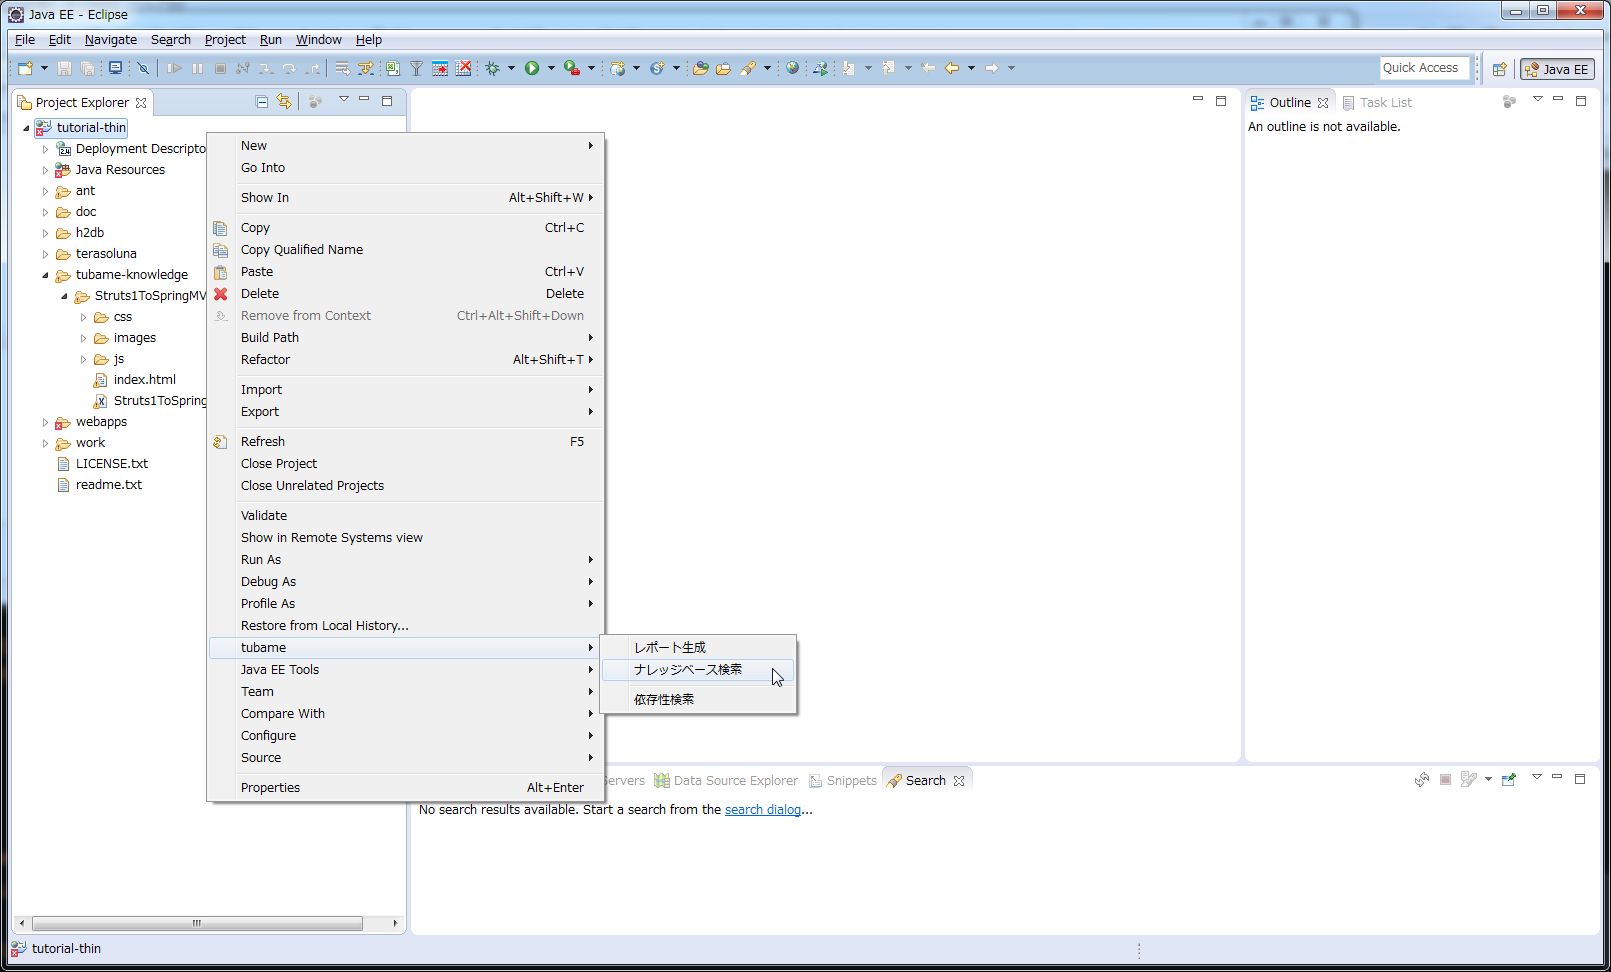 Java EE - Eclipse
File Edit Navigate Search Project Run Window Help
Quick Access
Java EE
Project Explorer
tutorial-thin
Deployment Descripto
Java Resources
ant
doc
h2db
terasoluna
tubame-knowledge
Struts1ToSpringMV
css
images
js
index.html
Struts1ToSpring
webapps
work
LICENSE.txt
readme.txt
New
Go Into
Show In Alt+Shift+W
Copy Ctrl+C
Copy Qualified Name
Paste Ctrl+V
Delete Delete
Remove from Context Ctrl+Alt+Shift+Down
Build Path
Refactor Alt+Shift+T
Import
Export
Refresh F5
Close Project
Close Unrelated Projects
Validate
Show in Remote Systems view
Run As
Debug As
Profile As
Restore from Local History...
tubame
Java EE Tools
Team
Compare With
Configure
Source
Properties Alt+Enter
レポート生成
ナレッジベース検索
依存性検索
Outline Task List
An outline is not available.
Servers Data Source Explorer Snippets Search
No search results available. Start a search from the search dialog...
tutorial-thin